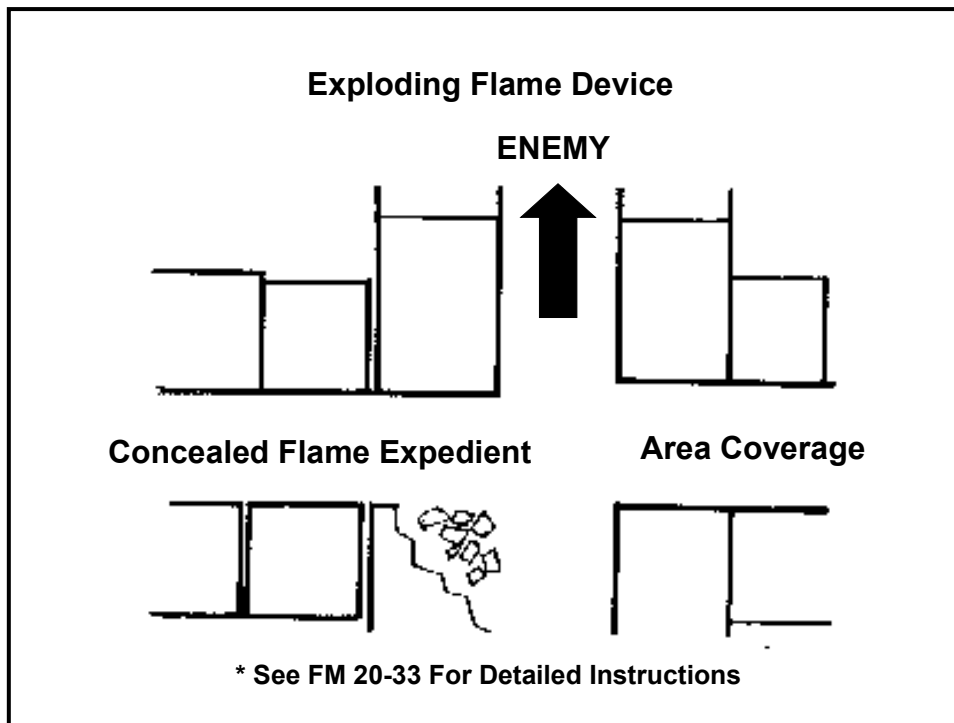 Exploding Flame Device
ENEMY
Concealed Flame Expedient
Area Coverage
* See FM 20-33 For Detailed Instructions